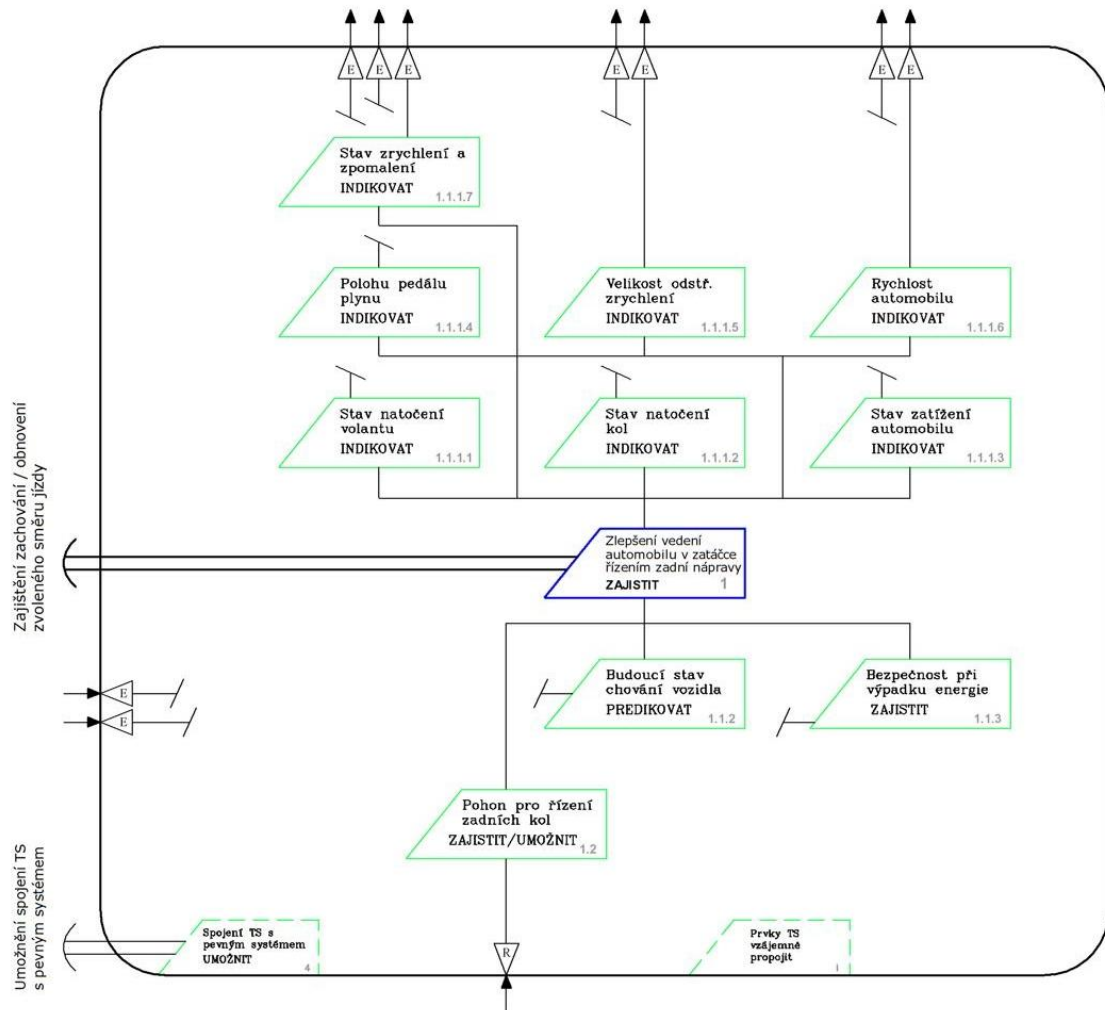 E
E
E
E
E
E
E
Stav zrychlení a
zpomalení
INDIKOVAT
1.1.1.7
Polohu pedálu
plynu
INDIKOVAT
1.1.1.4
Velikost odstř.
zrychlení
INDIKOVAT
1.1.1.5
Rychlost
automobilu
INDIKOVAT
1.1.1.6
Stav natočení
volantu
INDIKOVAT
1.1.1.1
Stav natočení
kol
INDIKOVAT
1.1.1.2
Stav zatížení
automobilu
INDIKOVAT
1.1.1.3
Zajištění zachování / obnovení
zvoleného směru jízdy
Zlepšení vedení
automobilu v zatáčce
řízením zadní nápravy
ZAJISTIT
1
E
E
Budoucí stav
chování vozidla
PREDIKOVAT
1.1.2
Bezpečnost při
výpadku energie
ZAJISTIT
1.1.3
Pohon pro řízení
zadních kol
ZAJISTIT/UMOŽNIT
1.2
Umožnění spojení TS
s pevným systémem
Spojení TS s
pevným systémem
UMOŽNIT
4
R
Prvky TS
vzájemně
propojit
I